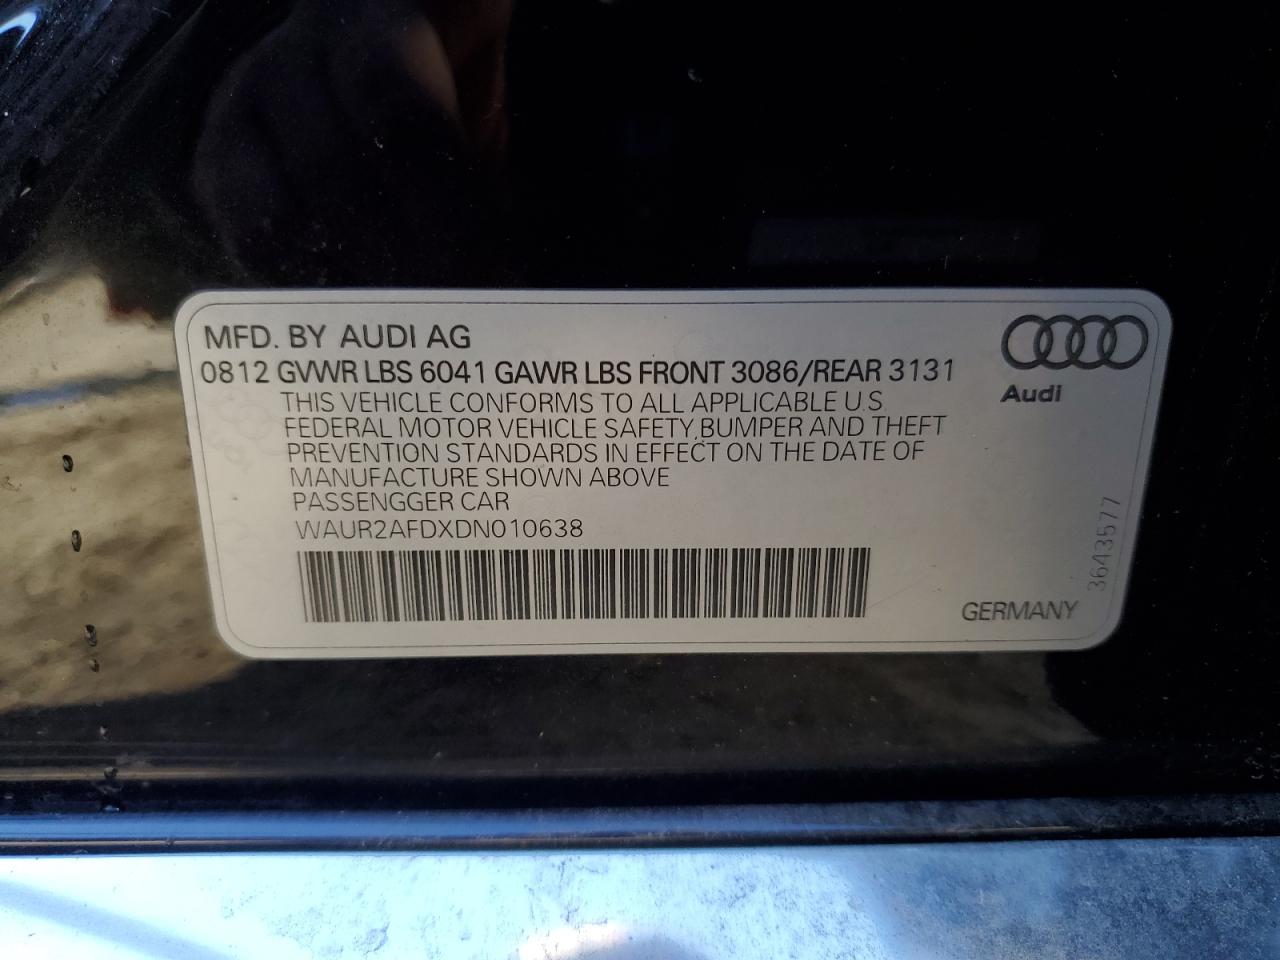 MFD. BY AUDI AG
0812 GVWR LBS 6041 GAWR LBS FRONT 3086/REAR 3131
THIS VEHICLE CONFORMS TO ALL APPLICABLE U.S.
FEDERAL MOTOR VEHICLE SAFETY,BUMPER AND THEFT
PREVENTION STANDARDS IN EFFECT ON THE DATE OF
MANUFACTURE SHOWN ABOVE
PASSENGGER CAR
WAUR2AFDXDN010638
Audi
3643577
GERMANY